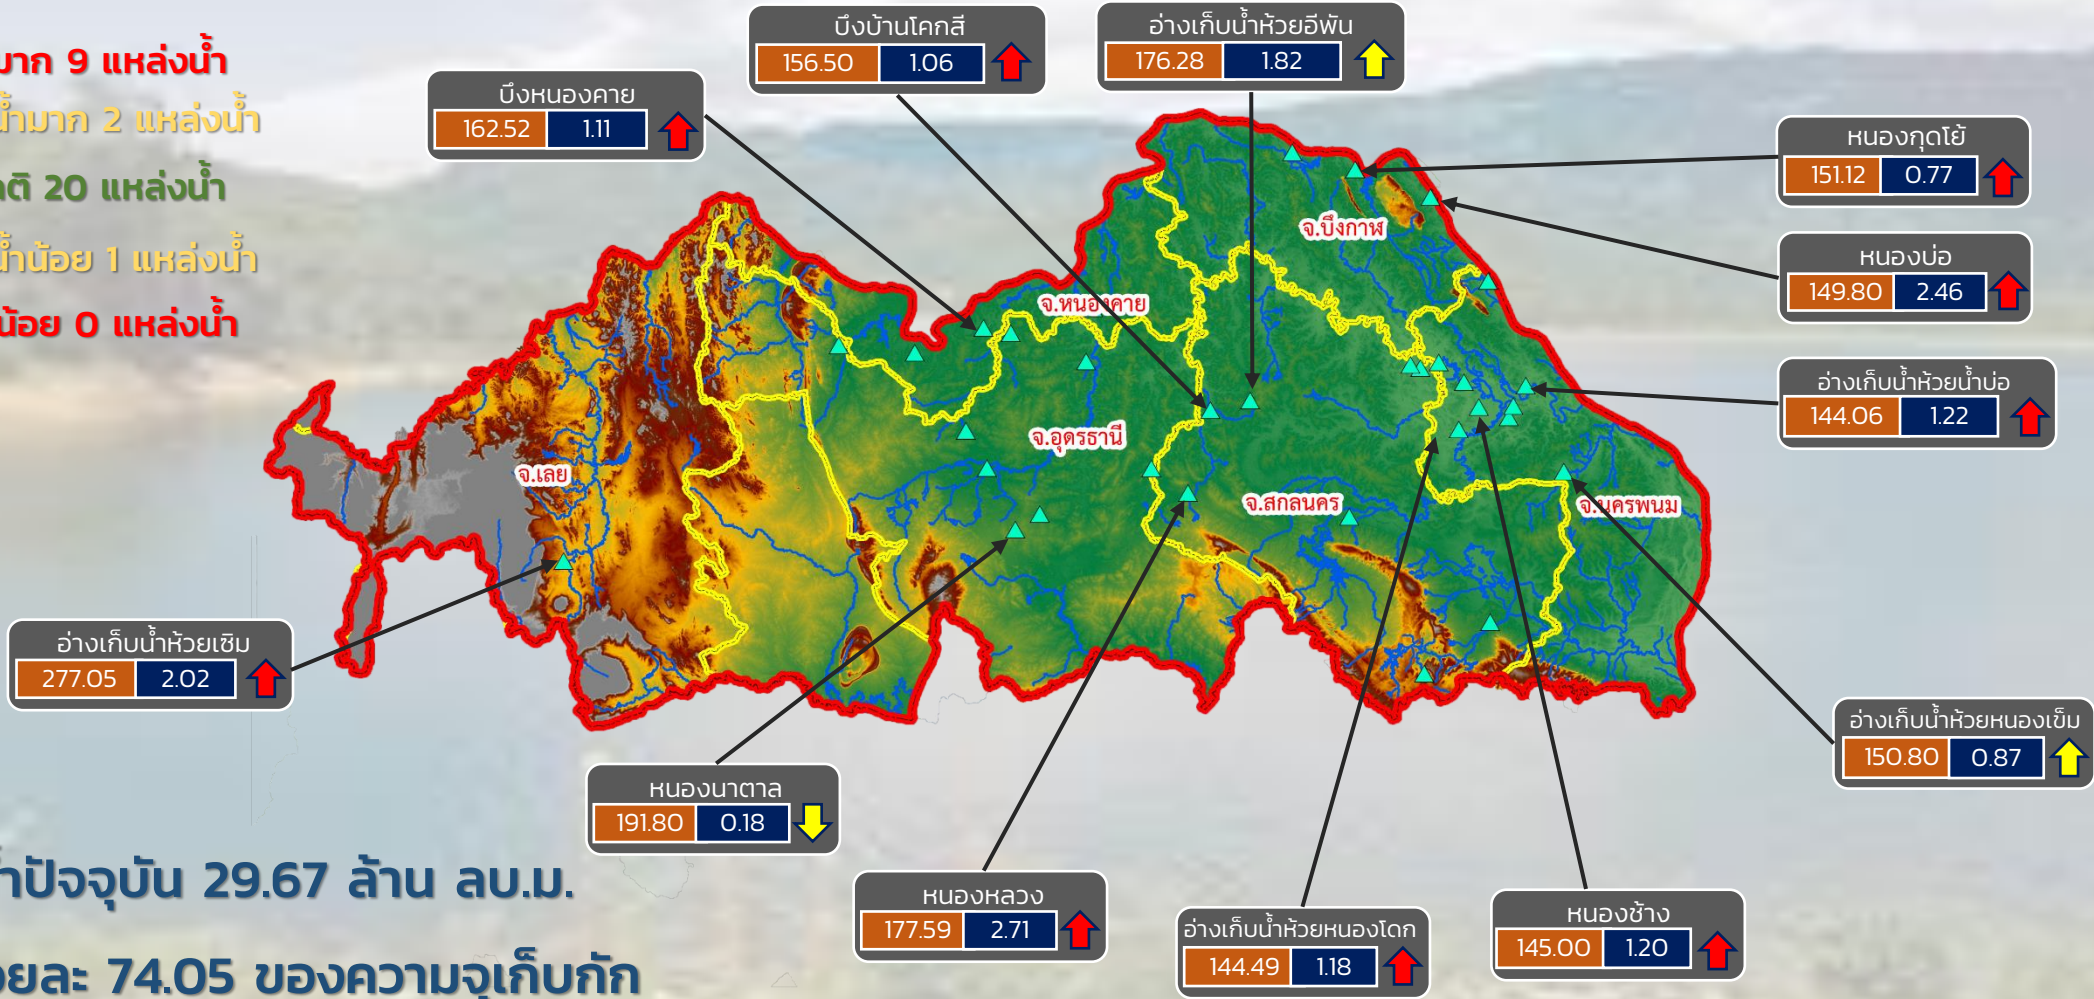 มาก 9 แหล่งน้ำ
น้ำมาก 2 แหล่งน้ำ
20 แหล่งน้ำ
น้ำน้อย 1 แหล่งน้ำ
น้อย 0 แหล่งน้ำ
บึงหนองคาย
162.52 1.11
บึงบ้านโคกสี
156.50 1.06
อ่างเก็บน้ำห้วยอีพัน
176.28 1.82
หนองกุดโย้
151.12 0.77
หนองบ่อ
149.80 2.46
อ่างเก็บน้ำห้วยน้ำบ่อ
144.06 1.22
จ.บึงกาฬ
จ.หนองคาย
จ.อุดรธานี
จ.เลย
จ.สกลนคร
จ.นครพนม
อ่างเก็บน้ำห้วยเซิม
277.05 2.02
อ่างเก็บน้ำห้วยหนองเข็ม
150.80 0.87
หนองนาตาล
191.80 0.18
หนองหลวง
177.59 2.71
อ่างเก็บน้ำห้วยหนองโดก
144.49 1.18
หนองช้าง
145.00 1.20
ปัจจุบัน 29.67 ล้าน ลบ.ม.
74.05 ของความจุเก็บกัก